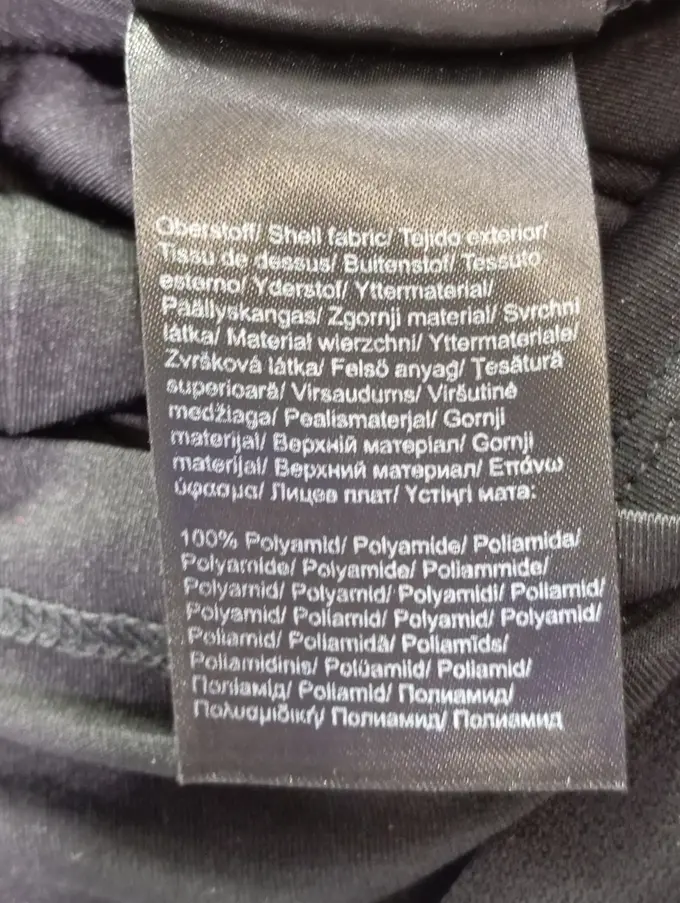 Oberstoff/ Shell fabric/ Tejido exterior/
Tissu de dessus/ Buitenstof/ Tessuto
esterno/ Yderstof/ Yttermaterial/
Päällyskangas/ Zgornji material/ Svrchní
látka/ Materiał wierzchni/ Yttermateriale/
Zvršková látka/ Felső anyag/ Țesătură
superioară/ Virsaudums/ Viršutinė
medžiaga/ Pealismaterjal/ Gornji
materijal/ Верхній матеріал/ Gornji
materijal/ Верхний материал/ Επάνω
ύφασμα/ Лицев плат/ Үстіңгі мата:
100% Polyamid/ Polyamide/ Poliamida/
Polyamide/ Polyamide/ Poliammide/
Polyamid/ Polyamid/ Polyamidi/ Poliamid/
Polyamid/ Poliamid/ Polyamid/ Polyamid/
Poliamid/ Poliamidă/ Poliamīds/
Poliamidinis/ Polüamiid/ Poliamid/
Поліамід/ Poliamid/ Полиамид/
Πολυαμιδική/ Полиамид/ Полиамид